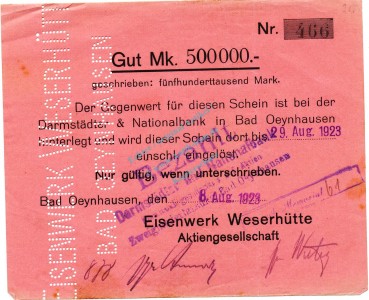 Nr. 466
Gut Mk. 500000.-
geschrieben: fünfhunderttausend Mark.
Der Gegenwert für diesen Schein ist bei der
Darmstädter & Nationalbank in Bad Oeynhausen
hinterlegt und wird dieser Schein dort bis 29. Aug. 1923
einschl. eingelöst.
Nur gültig, wenn unterschrieben.
Bezahlt
Bad Oeynhausen, den 6. Aug. 1923
Eisenwerk Weserhütte
Aktiengesellschaft
EISENWERK WESERHÜTTE
BAD OEYNHAUSEN